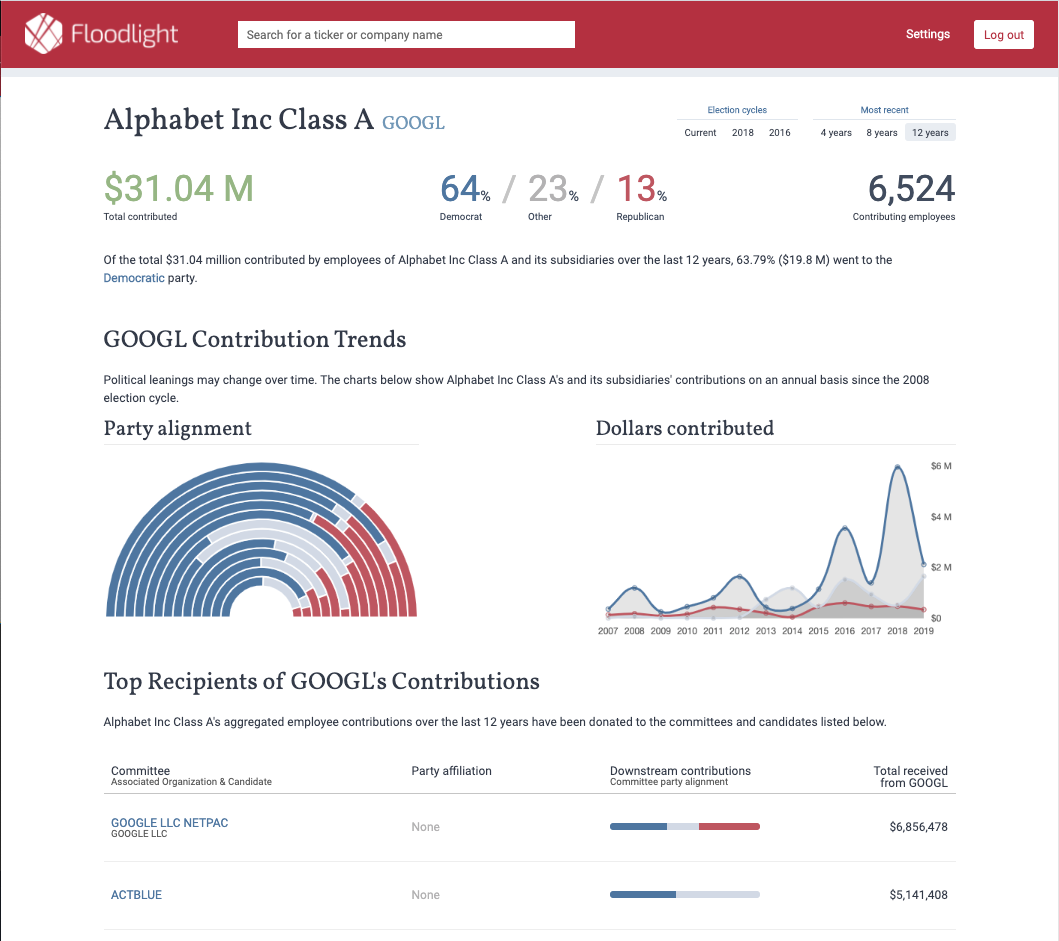 Floodlight
Search for a ticker or company name
Settings
Log out
Alphabet Inc Class A GOOGL
Election cycles
Most recent
Current 2018 2016
4 years 8 years 12 years
$31.04 M
64% / 23% / 13%
6,524
Total contributed
Democrat
Other
Republican
Contributing employees
Of the total $31.04 million contributed by employees of Alphabet Inc Class A and its subsidiaries over the last 12 years, 63.79% ($19.8 M) went to the
Democratic party.
GOOGL Contribution Trends
Political leanings may change over time. The charts below show Alphabet Inc Class A's and its subsidiaries' contributions on an annual basis since the 2008
election cycle.
Party alignment
Dollars contributed
$6 M
$4 M
$2 M
$0
2007 2008 2009 2010 2011 2012 2013 2014 2015 2016 2017 2018 2019
Top Recipients of GOOGL's Contributions
Alphabet Inc Class A's aggregated employee contributions over the last 12 years have been donated to the committees and candidates listed below.
Committee
Associated Organization & Candidate
Party affiliation
Downstream contributions
Committee party alignment
Total received
from GOOGL
GOOGLE LLC NETPAC
GOOGLE LLC
None
$6,856,478
ACTBLUE
None
$5,141,408